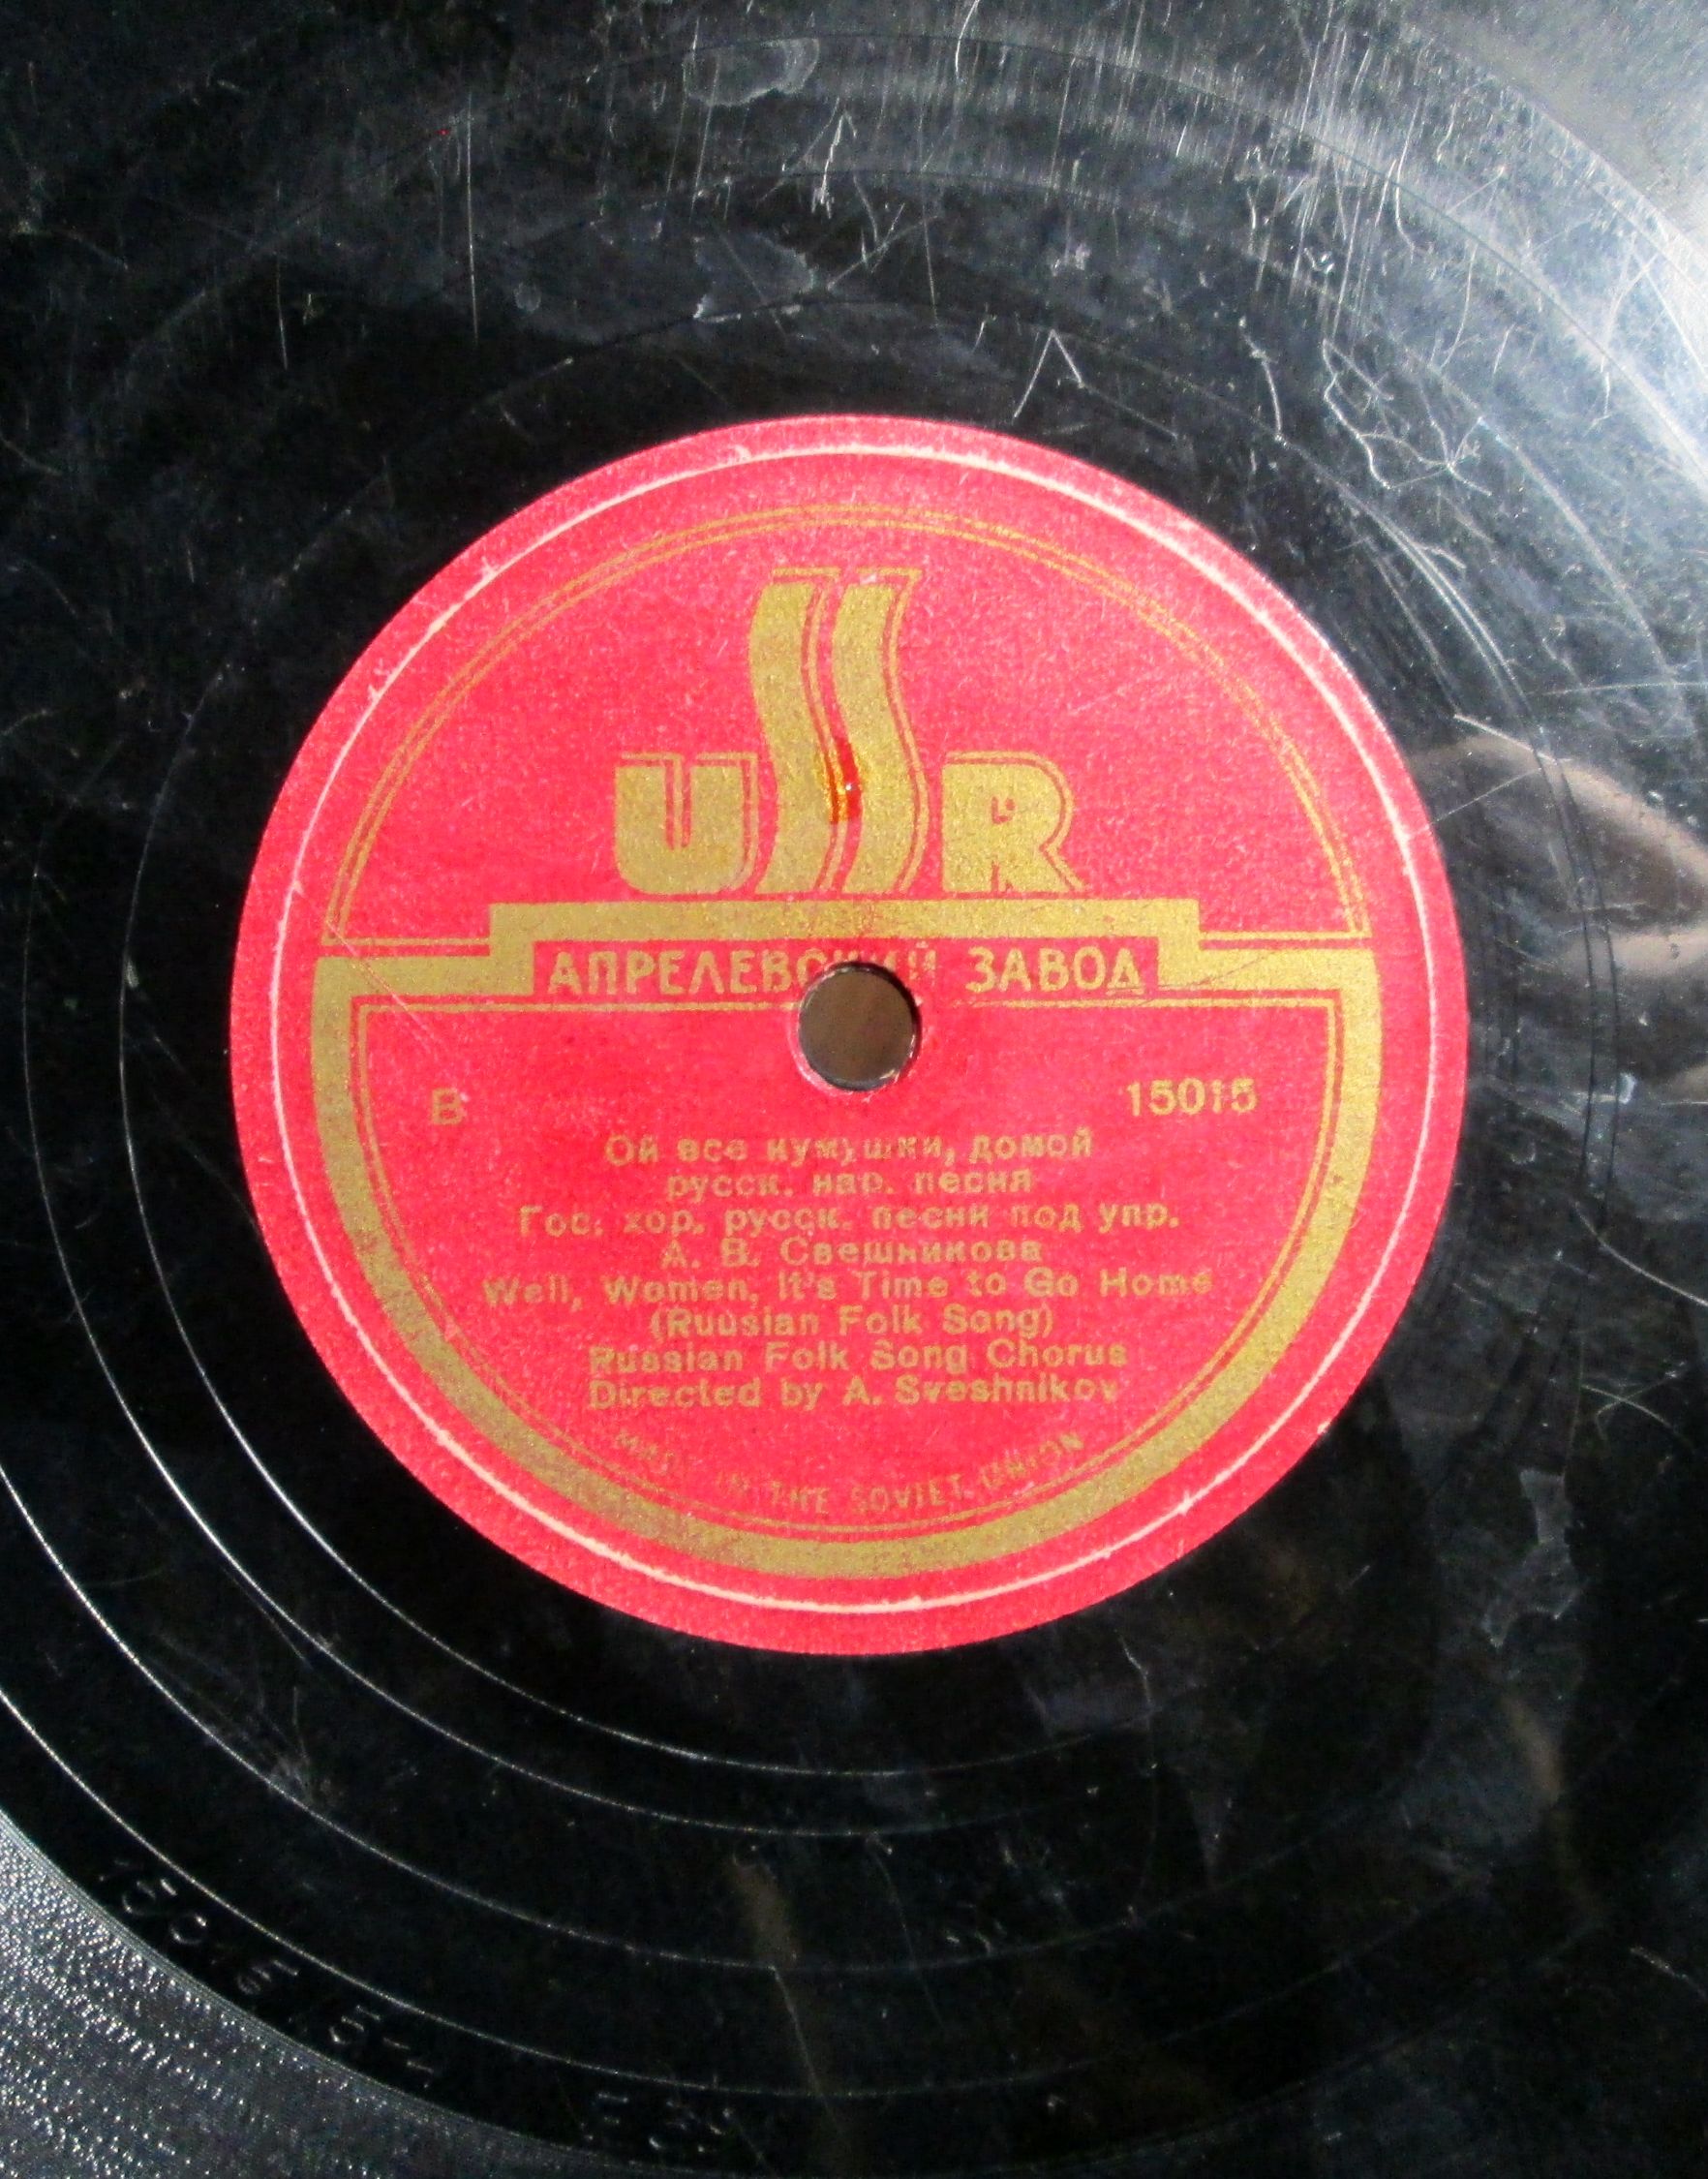 USSR
АПРЕЛЕВСКИЙ ЗАВОД
В 15015
Ой все кумушки, домой
русск. нар. песня
Гос. хор. русск. песни под упр.
А. В. Свешникова
Well, Women, It's Time to Go Home
(Ruusian Folk Song)
Russian Folk Song Chorus
Directed by A. Sveshnikov
MADE IN THE SOVIET UNION